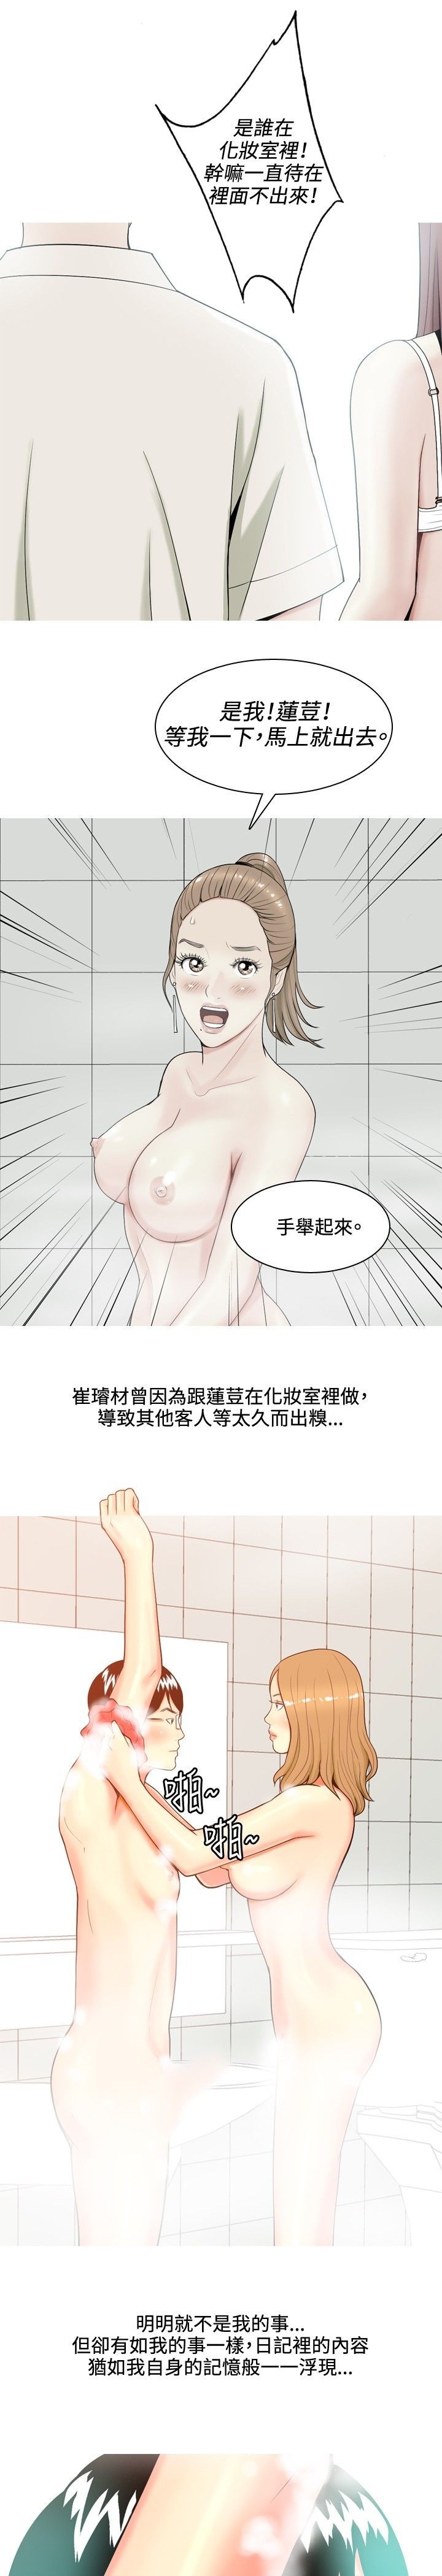 是誰在
化妝室裡！
幹嘛一直待在
裡面不出來！
是我！蓮荳！
等我一下，馬上就出去。
手舉起來。
崔璿材曾因為跟蓮荳在化妝室裡做，
導致其他客人等太久而出糗...
啪~
啪~
明明就不是我的事...
但卻有如我的事一樣，日記裡的內容
猶如我自身的記憶般一一浮現...